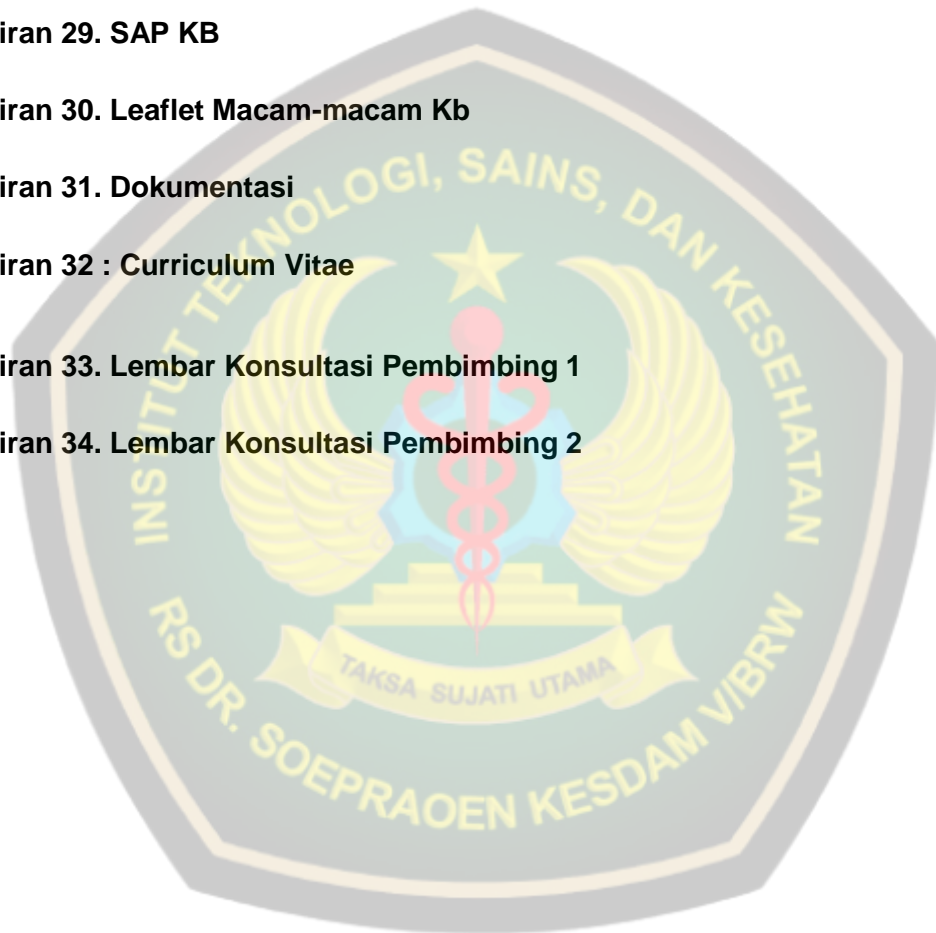 iran 29. SAP KB
iran 30. Leaflet Macam-macam Kb
iran 31. Dokumentasi
iran 32 : Curriculum Vitae
iran 33. Lembar Konsultasi Pembimbing 1
iran 34. Lembar Konsultasi Pembimbing 2
INSTITUT TEKNOLOGI, SAINS, DAN KESEHATAN
TAKSA SUJATI UTAMA
RS DR. SOEPRAOEN KESDAM V/BRW